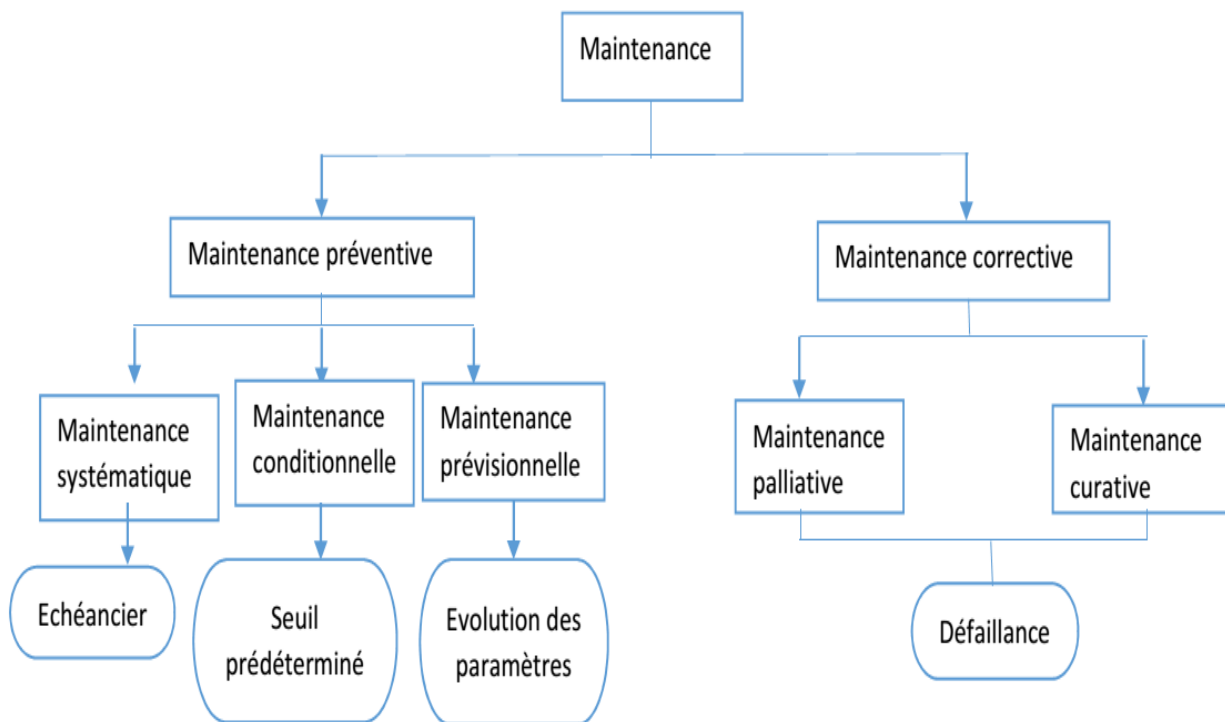 Maintenance
Maintenance préventive
Maintenance corrective
Maintenance
systématique
Maintenance
conditionnelle
Maintenance
prévisionnelle
Maintenance
palliative
Maintenance
curative
Echéancier
Seuil
prédéterminé
Evolution des
paramètres
Défaillance